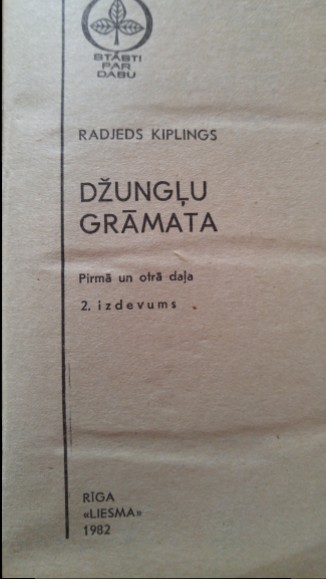 STĀSTI
PAR
DABU
RADJEDS KIPLINGS
DŽUNGĻU
GRĀMATA
Pirmā un otrā daļa
2. izdevums
RĪGA
«LIESMA»
1982